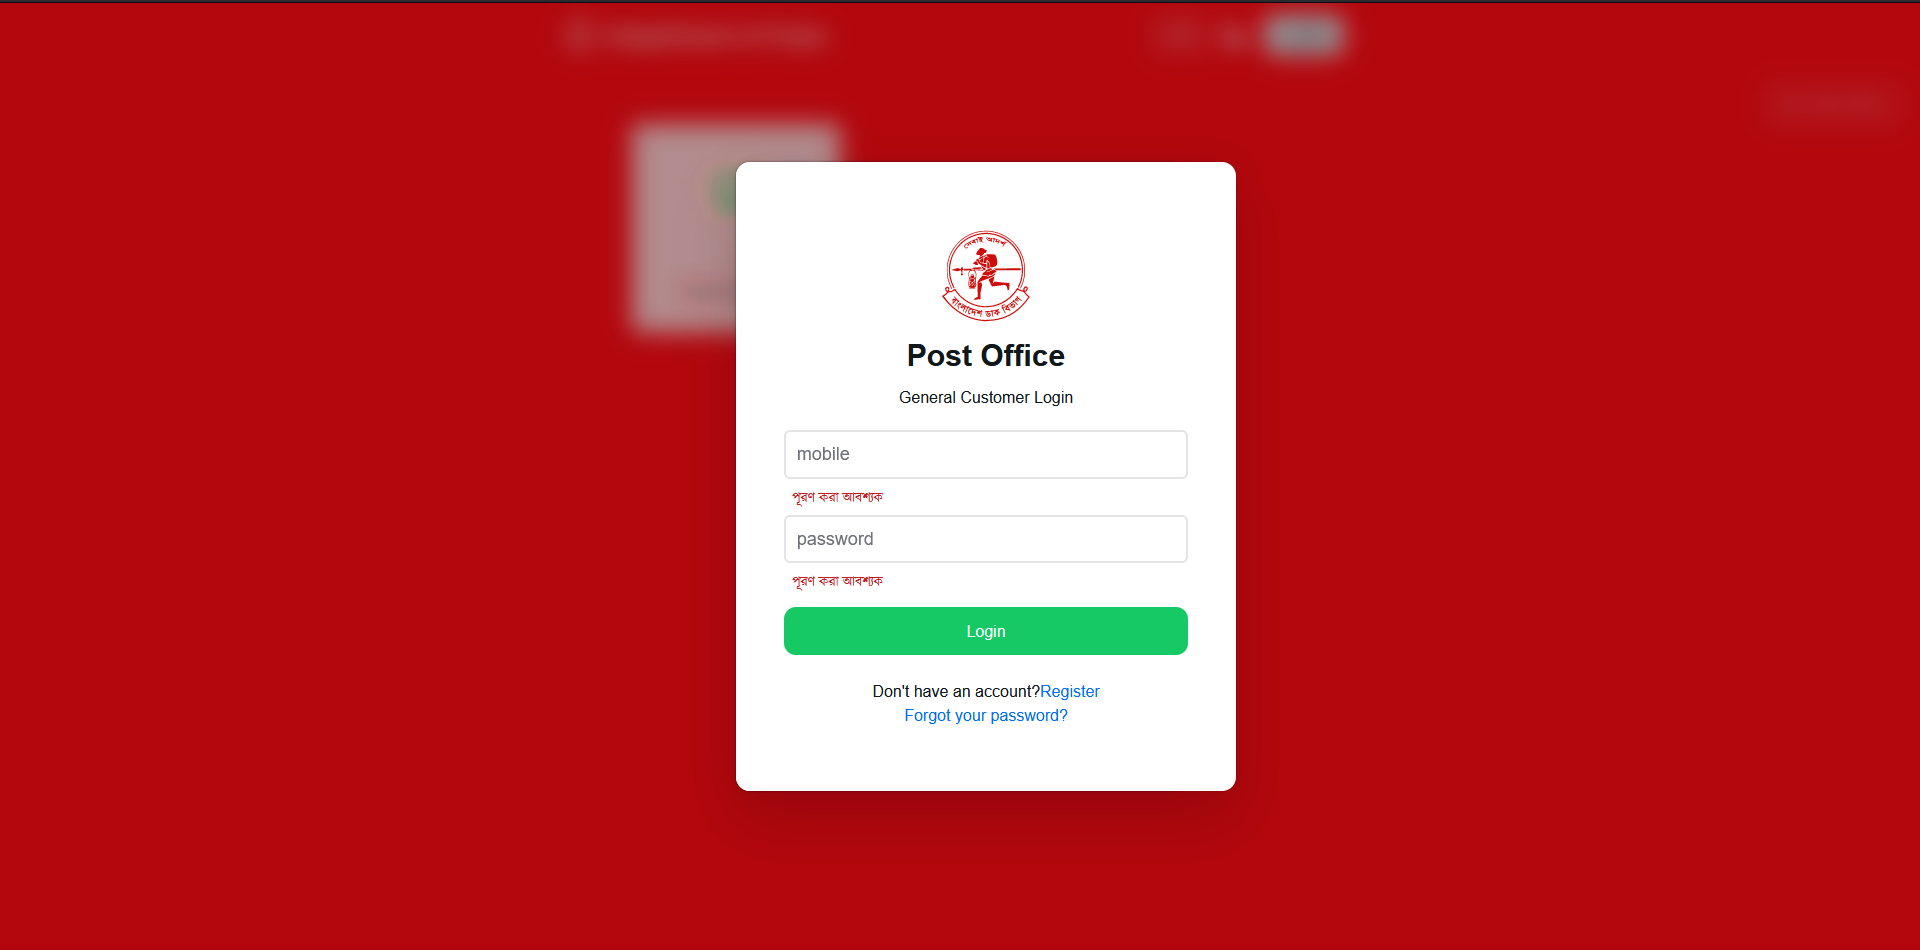 সেবাই আদর্শ
বাংলাদেশ ডাক বিভাগ
Post Office
General Customer Login
mobile
পূরণ করা আবশ্যক
password
পূরণ করা আবশ্যক
Login
Don't have an account?Register
Forgot your password?